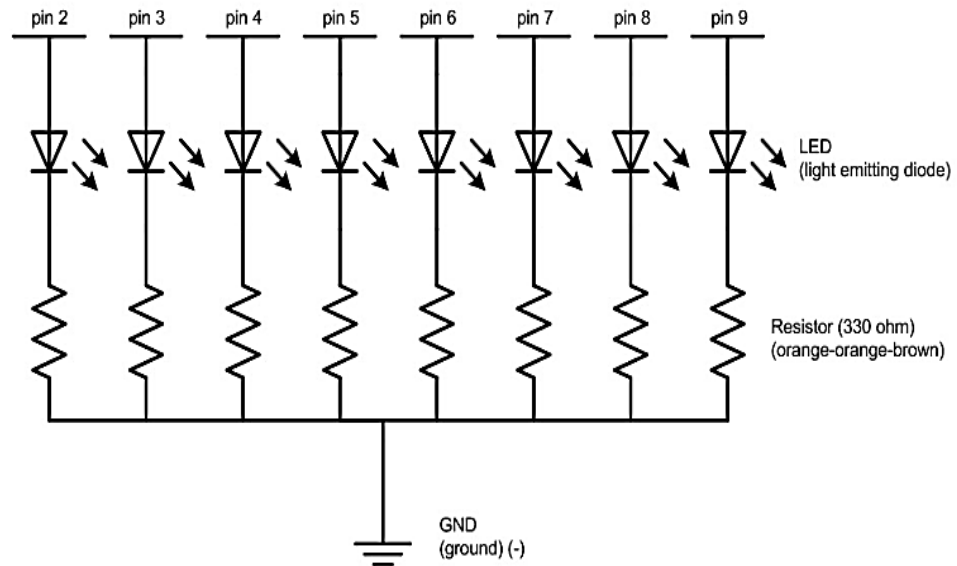 pin 2 pin 3 pin 4 pin 5 pin 6 pin 7 pin 8 pin 9
LED
(light emitting diode)
Resistor (330 ohm)
(orange-orange-brown)
GND
(ground) (-)